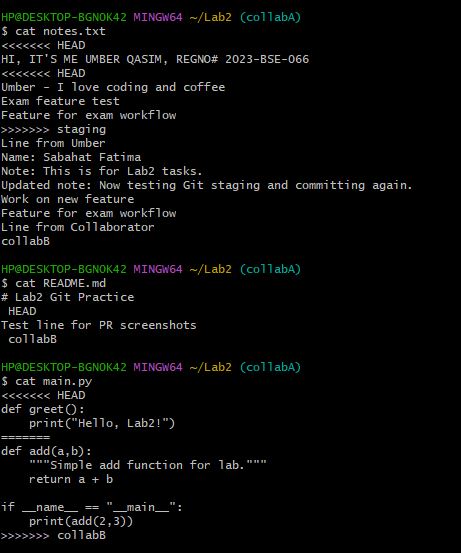 HP@DESKTOP-BGNOK42 MINGW64 ~/Lab2 (collabA)
$ cat notes.txt
<<<<<<< HEAD
HI, IT'S ME UMBER QASIM, REGNO# 2023-BSE-066
<<<<<<< HEAD
Umber - I love coding and coffee
Exam feature test
Feature for exam workflow
>>>>>>> staging
Line from Umber
Name: Sabahat Fatima
Note: This is for Lab2 tasks.
Updated note: Now testing Git staging and committing again.
Work on new feature
Feature for exam workflow
Line from Collaborator
collabB

HP@DESKTOP-BGNOK42 MINGW64 ~/Lab2 (collabA)
$ cat README.md
# Lab2 Git Practice
 HEAD
Test line for PR screenshots
 collabB

HP@DESKTOP-BGNOK42 MINGW64 ~/Lab2 (collabA)
$ cat main.py
<<<<<<< HEAD
def greet():
    print("Hello, Lab2!")
=======
def add(a,b):
    """Simple add function for lab."""
    return a + b

if __name__ == "__main__":
    print(add(2,3))
>>>>>>> collabB